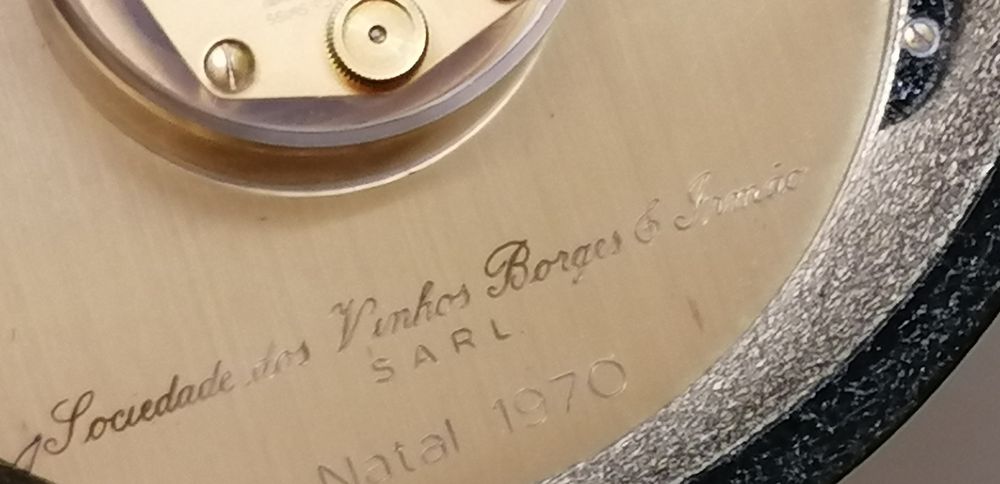 Sociedade dos Vinhos Borges & Irmão
SARL
Natal 1970